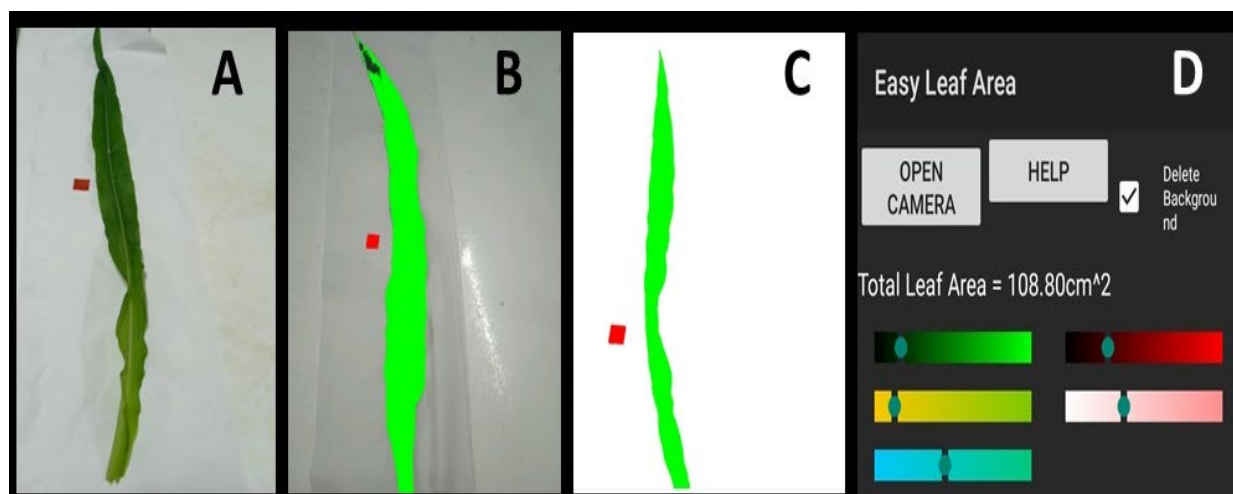 A
B
C
D
Easy Leaf Area
OPEN
CAMERA
HELP
Delete
Backgrou
nd
Total Leaf Area = 108.80cm^2